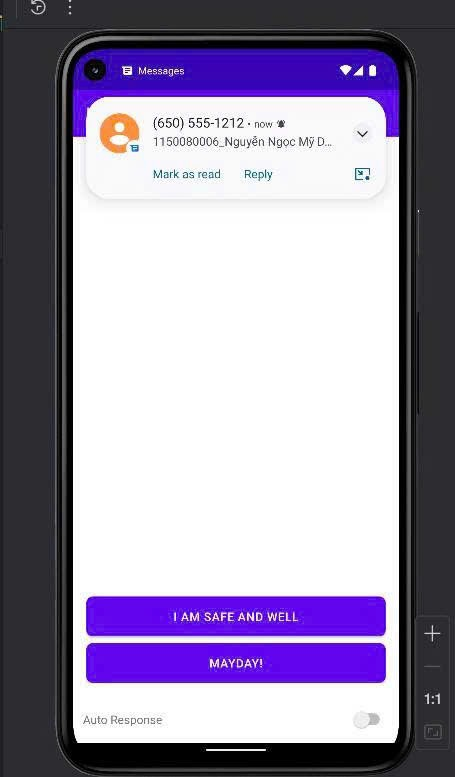 Messages
(650) 555-1212 • now
1150080006_Nguyễn Ngọc Mỹ D...
Mark as read Reply
I AM SAFE AND WELL
MAYDAY!
Auto Response
1:1